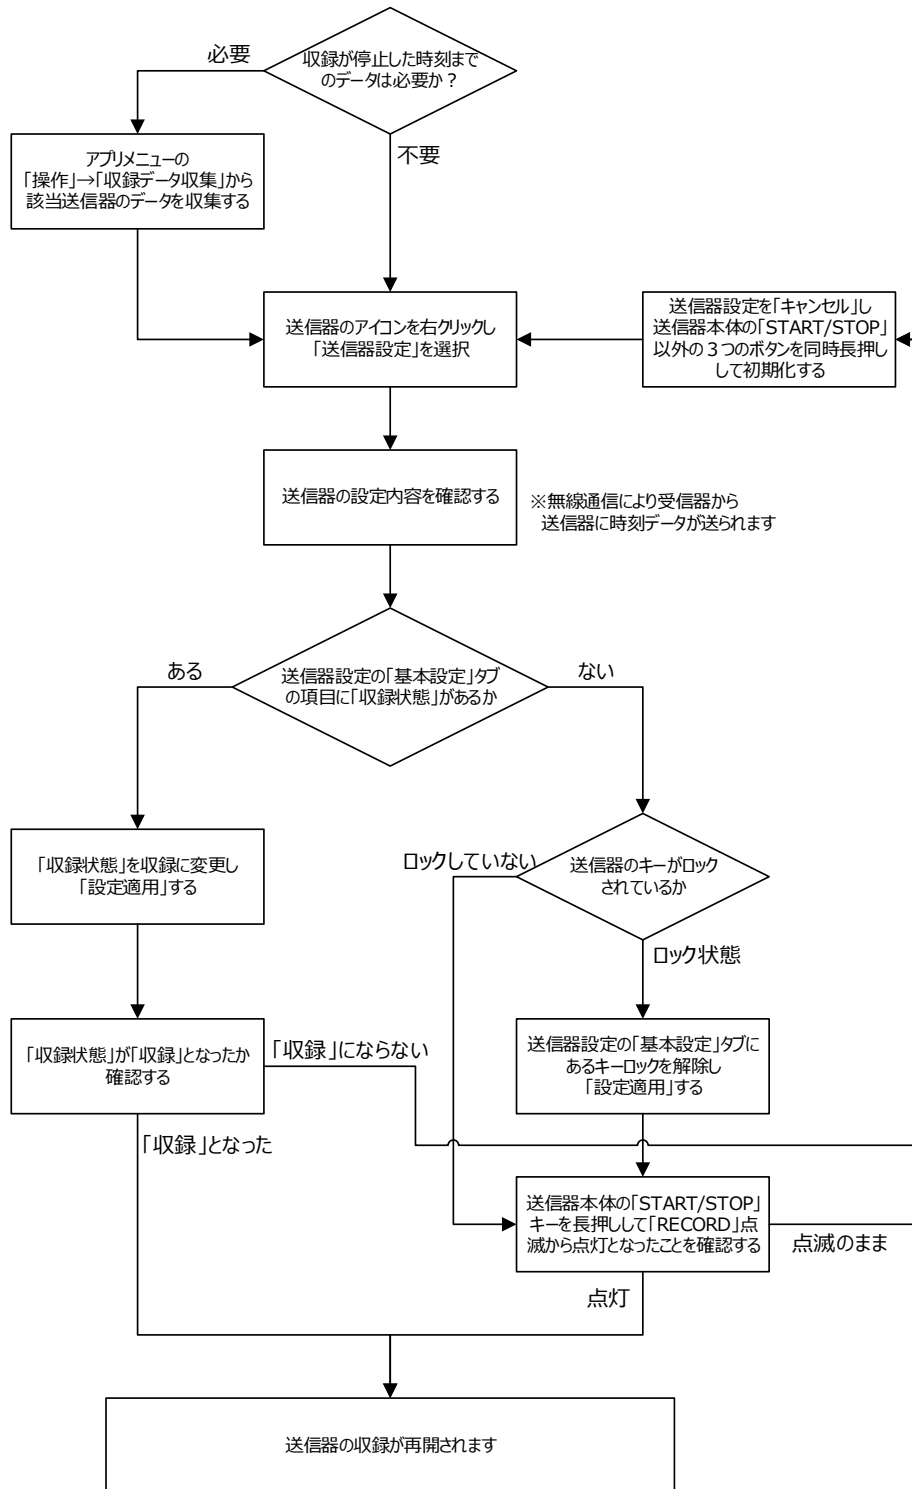 収録が停止した時刻まで
のデータは必要か？
必要
不要
アプリメニューの
「操作」→「収録データ収集」から
該当送信器のデータを収集する
送信器のアイコンを右クリックし
「送信器設定」を選択
送信器設定を「キャンセル」し
送信器本体の「START/STOP」
以外の３つのボタンを同時長押し
して初期化する
送信器の設定内容を確認する
※無線通信により受信器から
送信器に時刻データが送られます
送信器設定の「基本設定」タブ
の項目に「収録状態」があるか
ある
ない
「収録状態」を収録に変更し
「設定適用」する
ロックしていない
送信器のキーがロック
されているか
ロック状態
「収録状態」が「収録」となったか
確認する
「収録」にならない
送信器設定の「基本設定」タブに
あるキーロックを解除し
「設定適用」する
「収録」となった
送信器本体の「START/STOP」
キーを長押しして「RECORD」点
滅から点灯となったことを確認する
点滅のまま
点灯
送信器の収録が再開されます